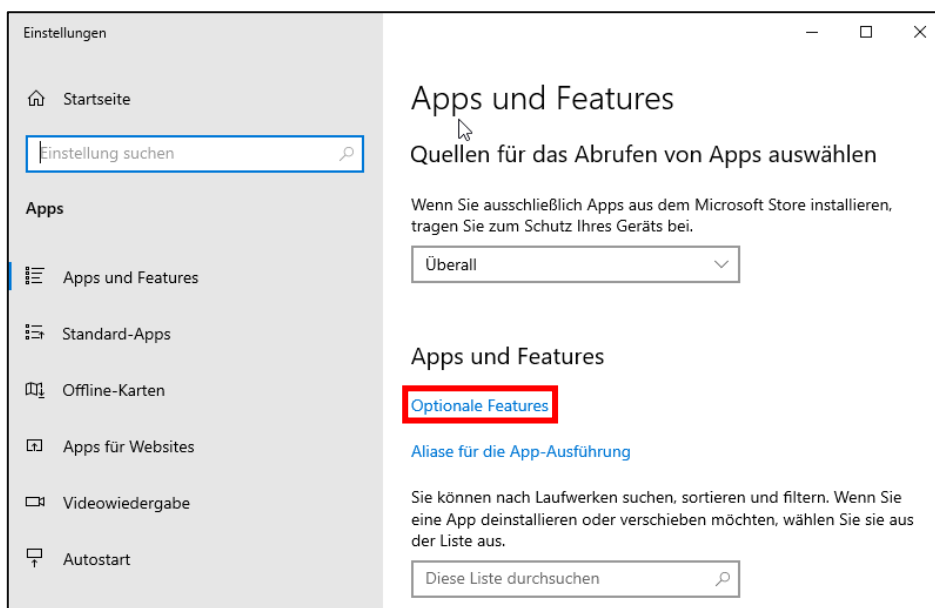 Einstellungen
Startseite
Einstellung suchen
Apps
Apps und Features
Standard-Apps
Offline-Karten
Apps für Websites
Videowiedergabe
Autostart
Apps und Features
Quellen für das Abrufen von Apps auswählen
Wenn Sie ausschließlich Apps aus dem Microsoft Store installieren,
tragen Sie zum Schutz Ihres Geräts bei.
Überall
Apps und Features
Optionale Features
Aliase für die App-Ausführung
Sie können nach Laufwerken suchen, sortieren und filtern. Wenn Sie
eine App deinstallieren oder verschieben möchten, wählen Sie sie aus
der Liste aus.
Diese Liste durchsuchen